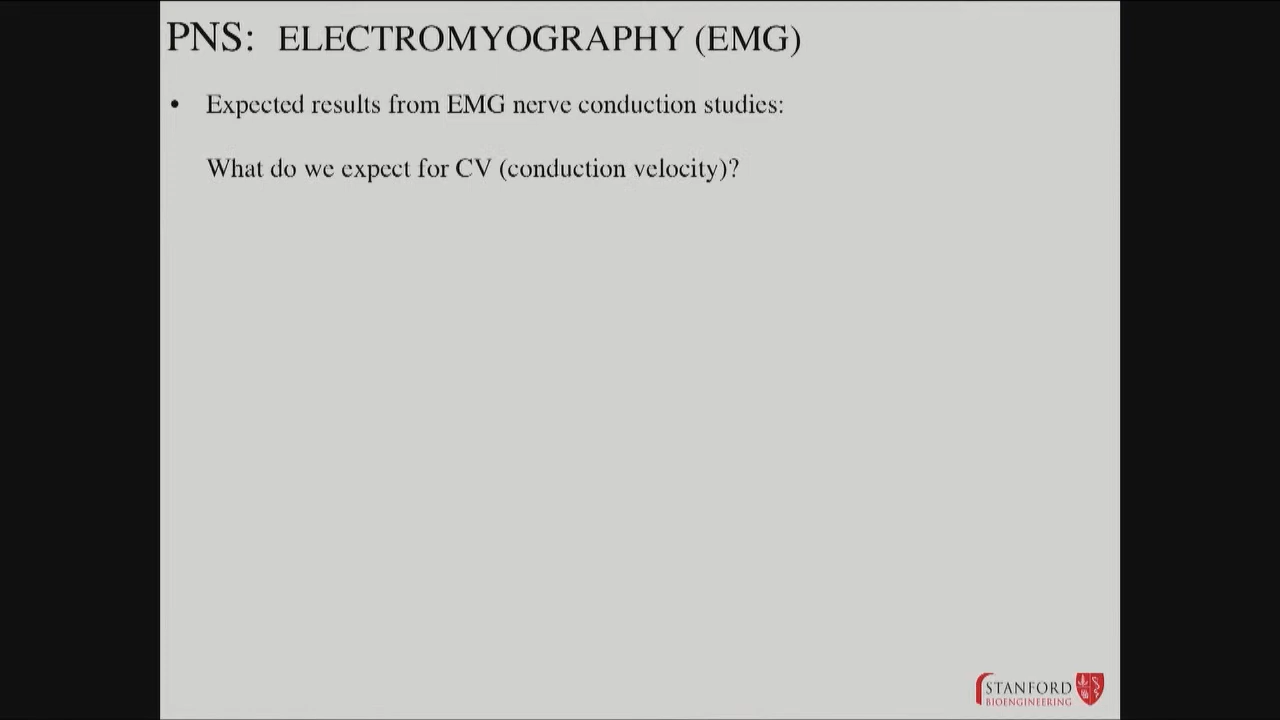 PNS: ELECTROMYOGRAPHY (EMG)
• Expected results from EMG nerve conduction studies:
What do we expect for CV (conduction velocity)?
STANFORD
BIOENGINEERING